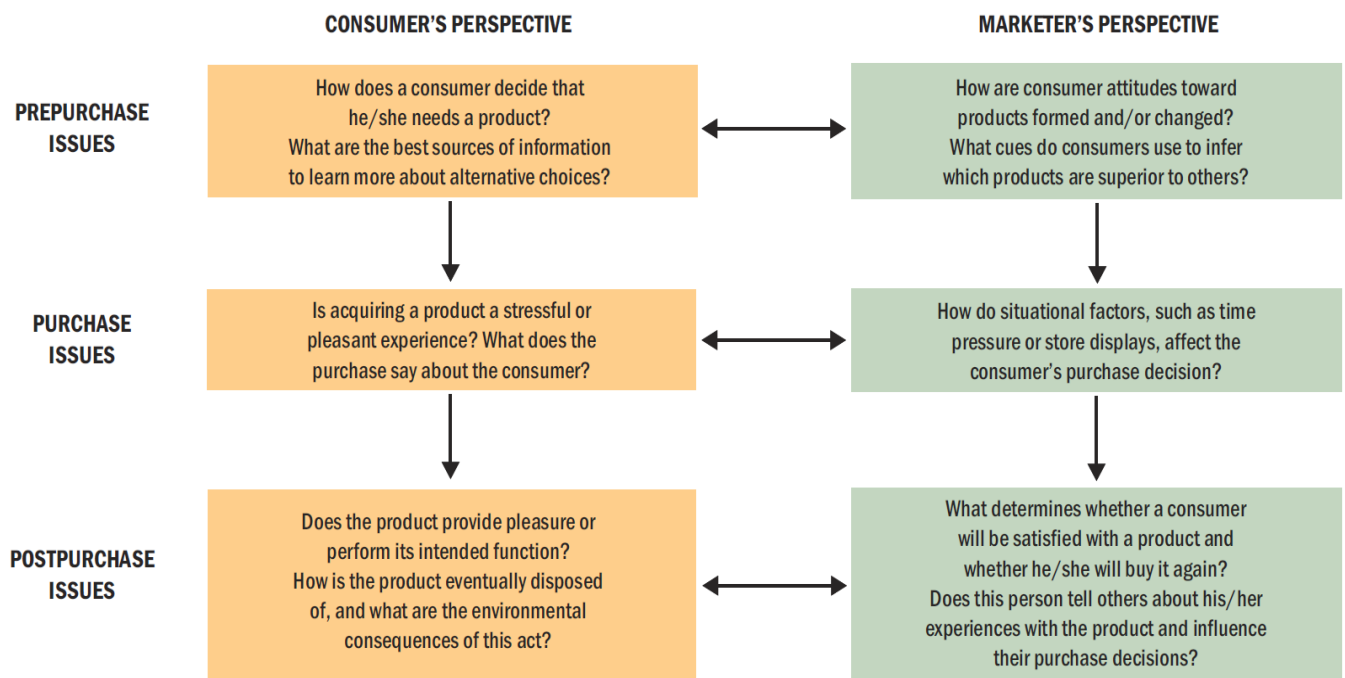 CONSUMER'S PERSPECTIVE
MARKETER'S PERSPECTIVE
PREPURCHASE
ISSUES
How does a consumer decide that
he/she needs a product?
What are the best sources of information
to learn more about alternative choices?
How are consumer attitudes toward
products formed and/or changed?
What cues do consumers use to infer
which products are superior to others?
PURCHASE
ISSUES
Is acquiring a product a stressful or
pleasant experience? What does the
purchase say about the consumer?
How do situational factors, such as time
pressure or store displays, affect the
consumer's purchase decision?
POSTPURCHASE
ISSUES
Does the product provide pleasure or
perform its intended function?
How is the product eventually disposed
of, and what are the environmental
consequences of this act?
What determines whether a consumer
will be satisfied with a product and
whether he/she will buy it again?
Does this person tell others about his/her
experiences with the product and influence
their purchase decisions?